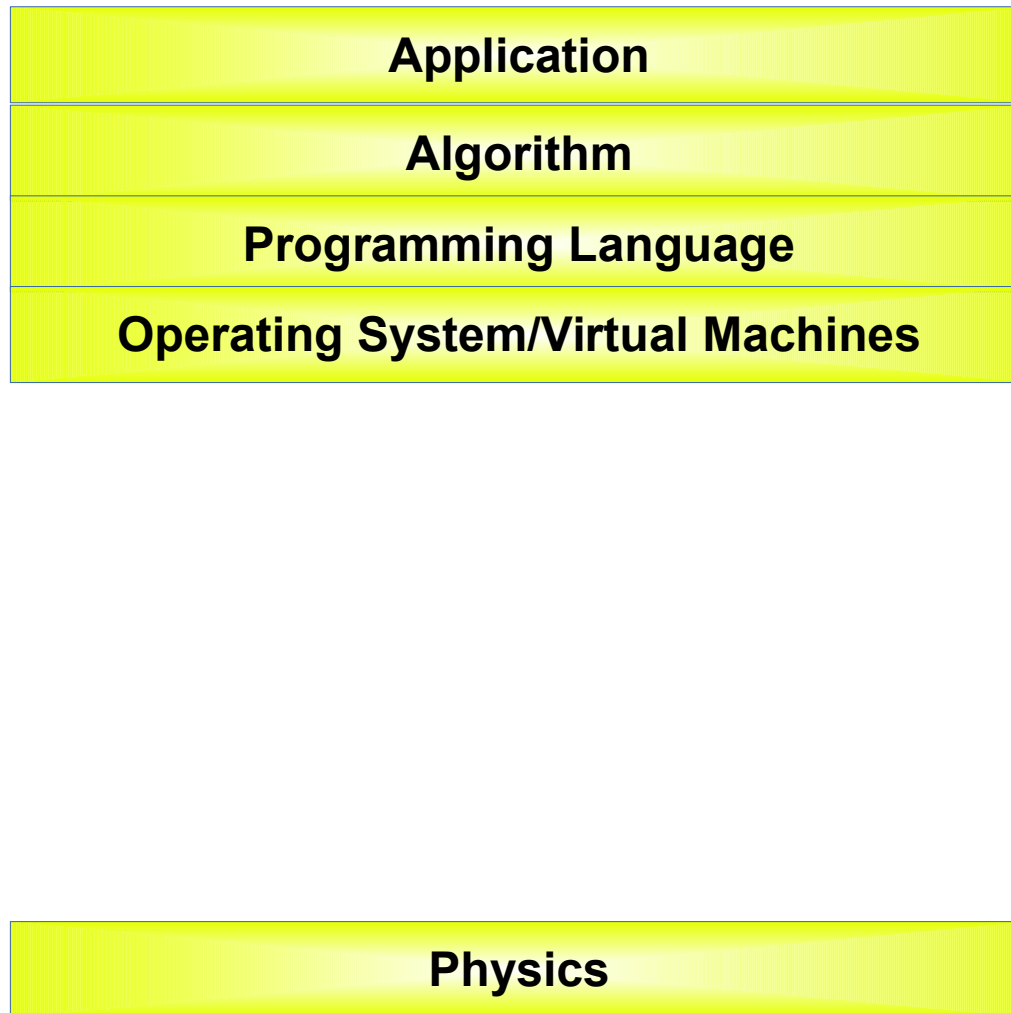 Application
Algorithm
Programming Language
Operating System/Virtual Machines
Physics